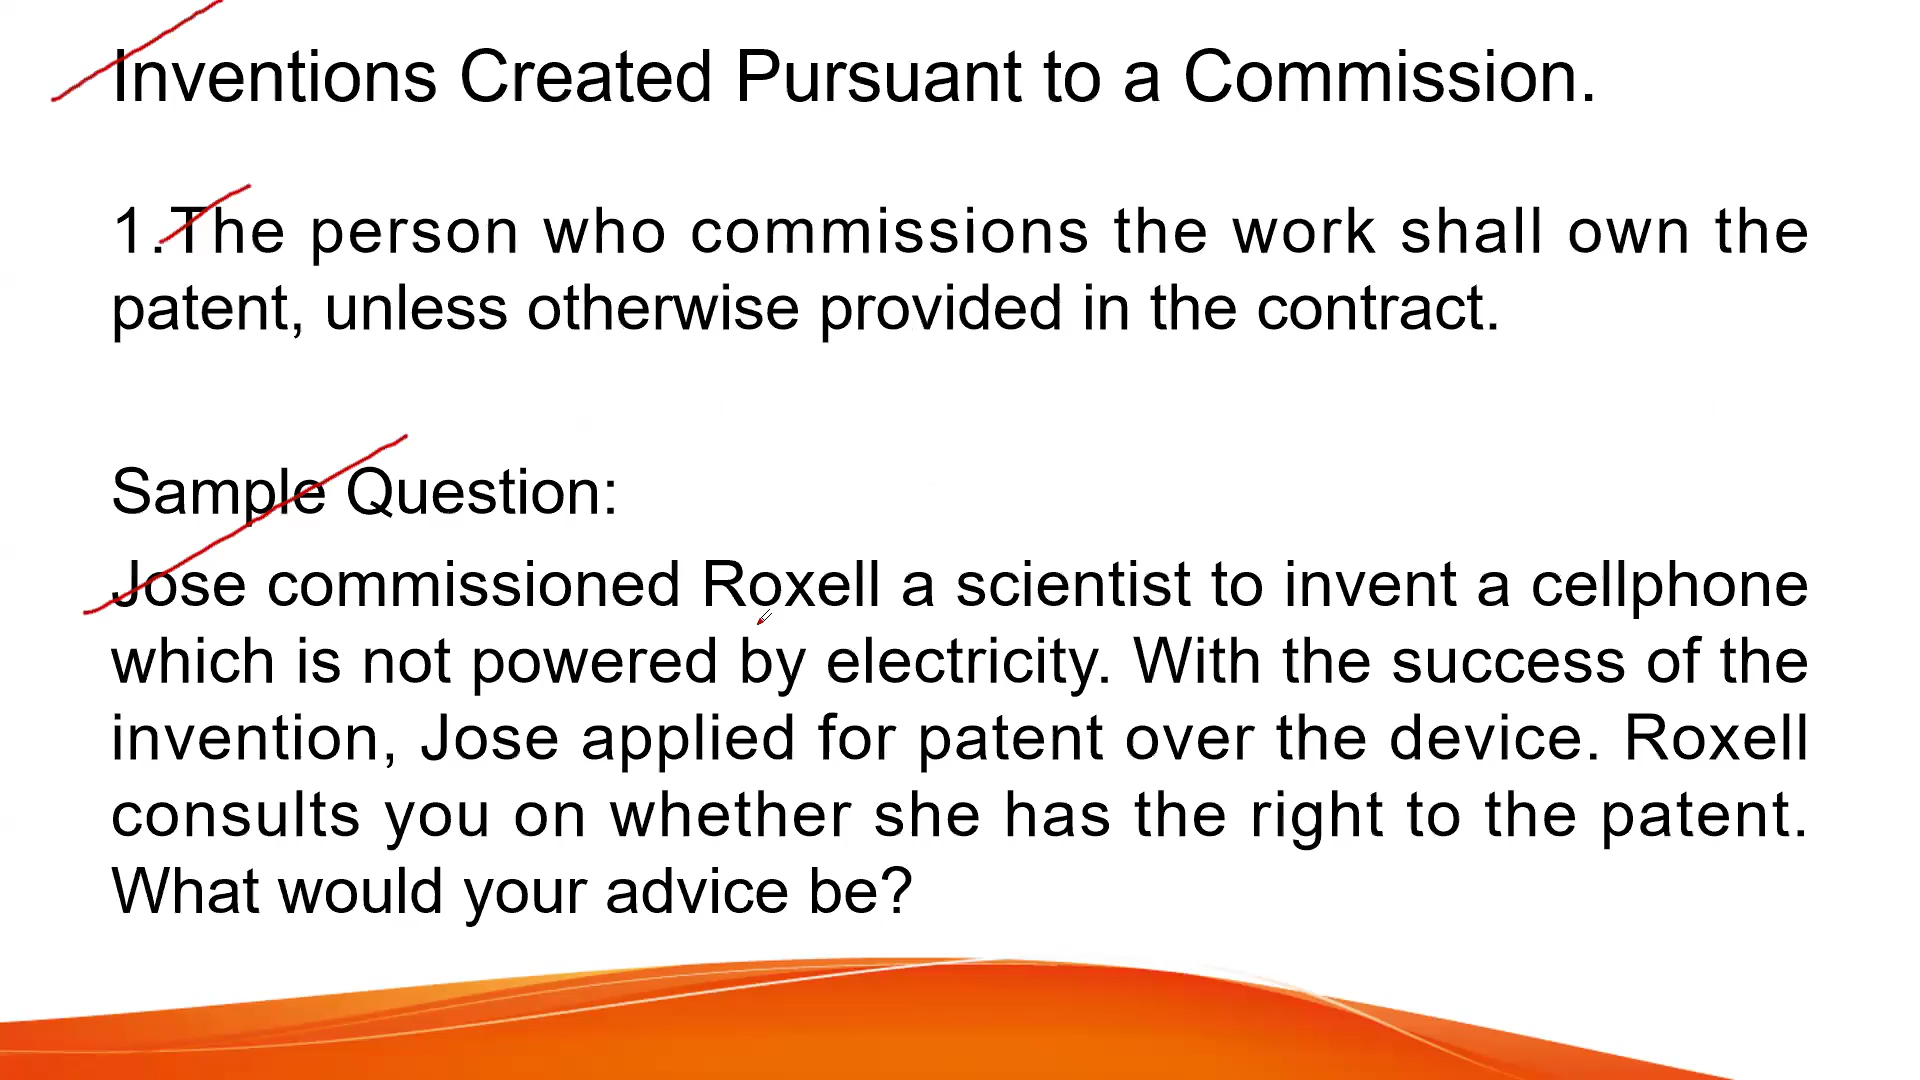 Inventions Created Pursuant to a Commission.
1.The person who commissions the work shall own the
patent, unless otherwise provided in the contract.
Sample Question:
Jose commissioned Roxell a scientist to invent a cellphone
which is not powered by electricity. With the success of the
invention, Jose applied for patent over the device. Roxell
consults you on whether she has the right to the patent.
What would your advice be?